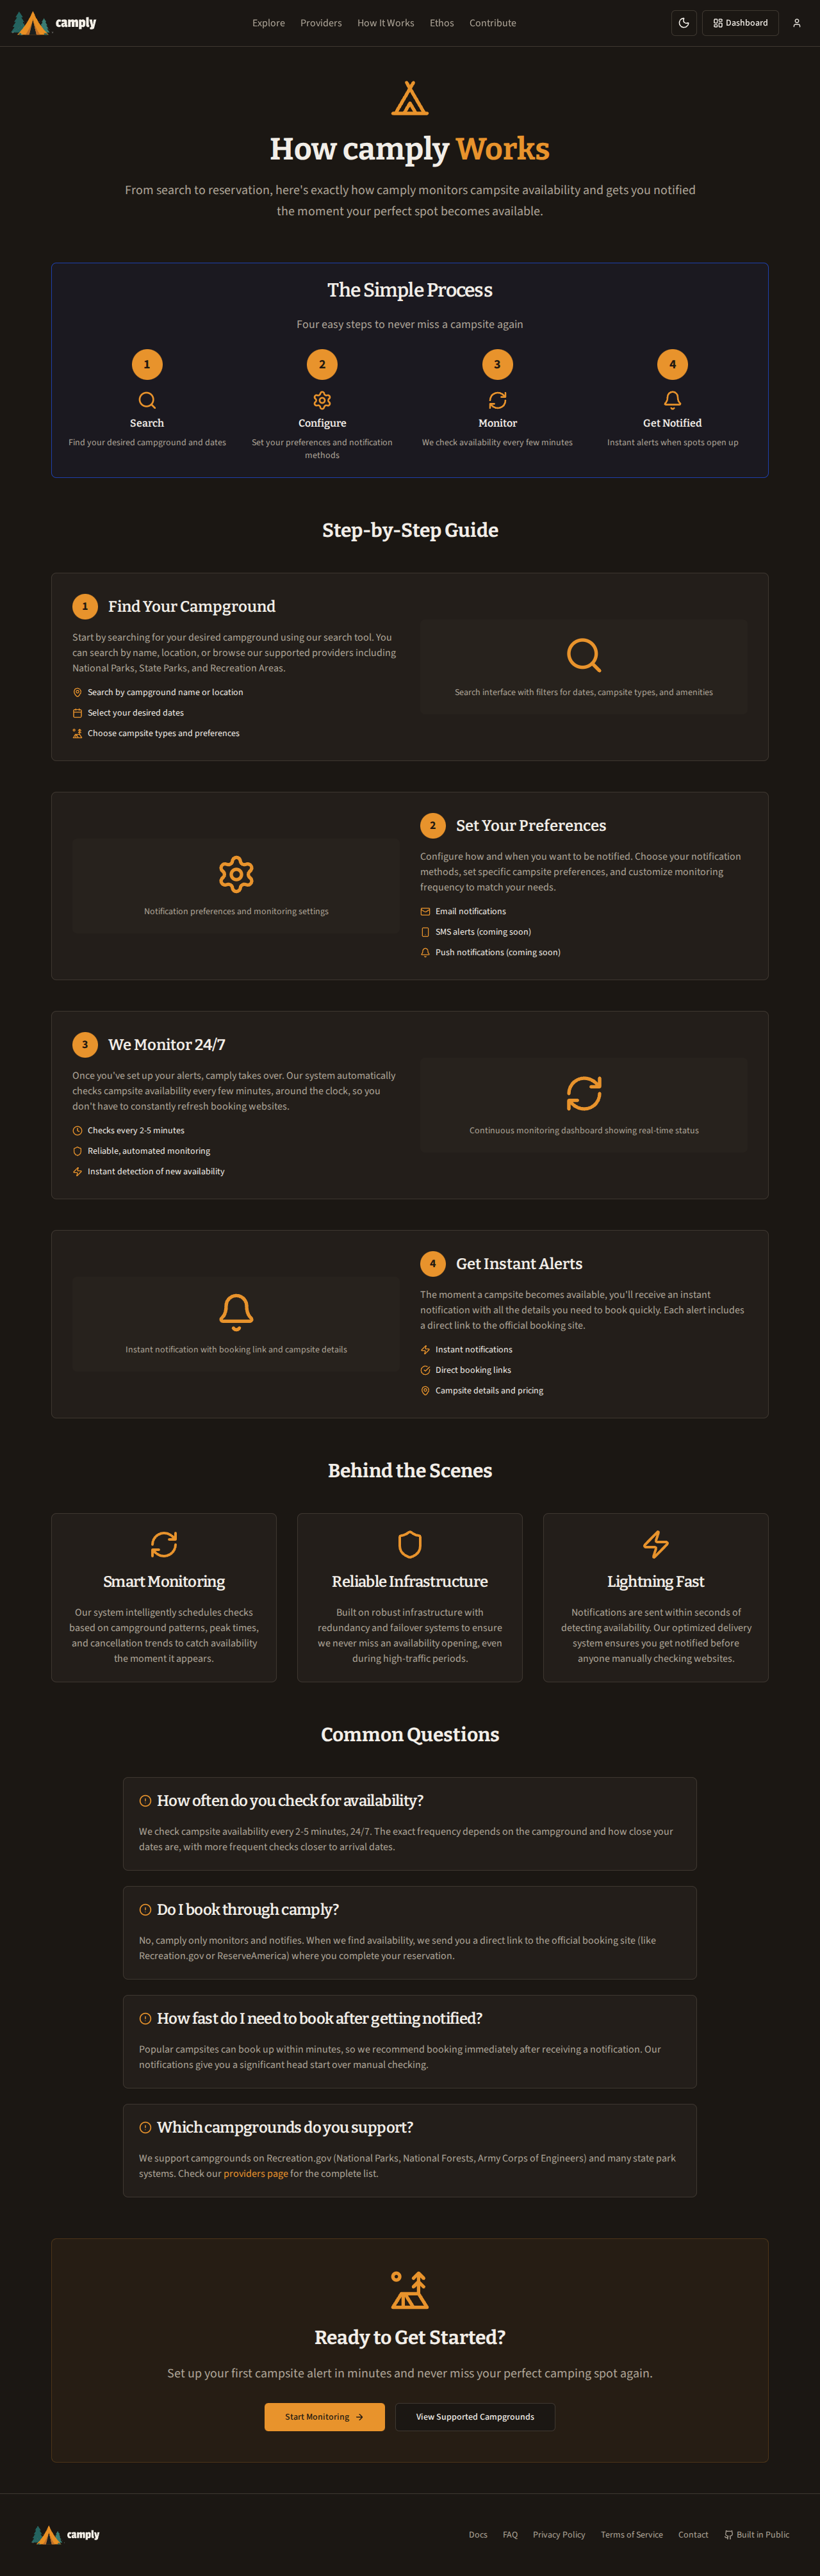 camply
Explore Providers How It Works Ethos Contribute
Dashboard
How camply Works
From search to reservation, here's exactly how camply monitors campsite availability and gets you notified
the moment your perfect spot becomes available.
The Simple Process
Four easy steps to never miss a campsite again
1
2
3
4
Search
Configure
Monitor
Get Notified
Find your desired campground and dates
Set your preferences and notification
methods
We check availability every few minutes
Instant alerts when spots open up
Step-by-Step Guide
1 Find Your Campground
Start by searching for your desired campground using our search tool. You
can search by name, location, or browse our supported providers including
National Parks, State Parks, and Recreation Areas.
Search by campground name or location
Select your desired dates
Choose campsite types and preferences
Search interface with filters for dates, campsite types, and amenities
2 Set Your Preferences
Configure how and when you want to be notified. Choose your notification
methods, set specific campsite preferences, and customize monitoring
frequency to match your needs.
Email notifications
SMS alerts (coming soon)
Push notifications (coming soon)
Notification preferences and monitoring settings
3 We Monitor 24/7
Once you've set up your alerts, camply takes over. Our system automatically
checks campsite availability every few minutes, around the clock, so you
don't have to constantly refresh booking websites.
Checks every 2-5 minutes
Reliable, automated monitoring
Instant detection of new availability
Continuous monitoring dashboard showing real-time status
4 Get Instant Alerts
The moment a campsite becomes available, you'll receive an instant
notification with all the details you need to book quickly. Each alert includes
a direct link to the official booking site.
Instant notifications
Direct booking links
Campsite details and pricing
Instant notification with booking link and campsite details
Behind the Scenes
Smart Monitoring
Our system intelligently schedules checks
based on campground patterns, peak times,
and cancellation trends to catch availability
the moment it appears.
Reliable Infrastructure
Built on robust infrastructure with
redundancy and failover systems to ensure
we never miss an availability opening, even
during high-traffic periods.
Lightning Fast
Notifications are sent within seconds of
detecting availability. Our optimized delivery
system ensures you get notified before
anyone manually checking websites.
Common Questions
How often do you check for availability?
We check campsite availability every 2-5 minutes, 24/7. The exact frequency depends on the campground and how close your
dates are, with more frequent checks closer to arrival dates.
Do I book through camply?
No, camply only monitors and notifies. When we find availability, we send you a direct link to the official booking site (like
Recreation.gov or ReserveAmerica) where you complete your reservation.
How fast do I need to book after getting notified?
Popular campsites can book up within minutes, so we recommend booking immediately after receiving a notification. Our
notifications give you a significant head start over manual checking.
Which campgrounds do you support?
We support campgrounds on Recreation.gov (National Parks, National Forests, Army Corps of Engineers) and many state park
systems. Check our providers page for the complete list.
Ready to Get Started?
Set up your first campsite alert in minutes and never miss your perfect camping spot again.
Start Monitoring
View Supported Campgrounds
camply
Docs FAQ Privacy Policy Terms of Service Contact Built in Public